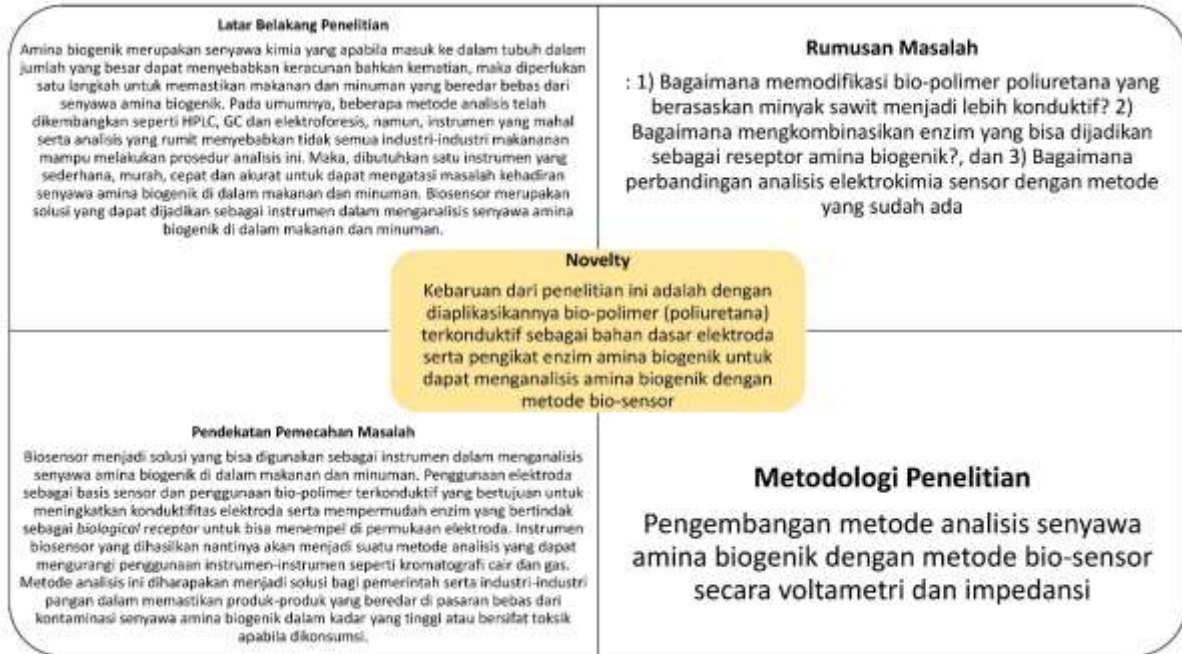 Latar Belakang Penelitian
Amina biogenik merupakan senyawa kimia yang apabila masuk ke dalam tubuh dalam
jumlah yang besar dapat menyebabkan keracunan bahkan kematian, maka diperlukan
satu langkah untuk memastikan makanan dan minuman yang beredar bebas dari
senyawa amina biogenik. Pada umumnya, beberapa metode analisis telah
dikembangkan seperti HPLC, GC dan elektroforesis, namun, instrumen yang mahal
serta analisis yang rumit menyebabkan tidak semua industri-industri makananan
mampu melakukan prosedur analisis ini. Maka, dibutuhkan satu instrumen yang
sederhana, murah, cepat dan akurat untuk dapat mengatasi masalah kehadiran
senyawa amina biogenik di dalam makanan dan minuman. Biosensor merupakan
solusi yang dapat dijadikan sebagai instrumen dalam menganalisis senyawa amina
biogenik di dalam makanan dan minuman.
Rumusan Masalah
: 1) Bagaimana memodifikasi bio-polimer poliuretana yang
berasaskan minyak sawit menjadi lebih konduktif? 2)
Bagaimana mengkombinasikan enzim yang bisa dijadikan
sebagai reseptor amina biogenik?, dan 3) Bagaimana
perbandingan analisis elektrokimia sensor dengan metode
yang sudah ada
Novelty
Kebaruan dari penelitian ini adalah dengan
diaplikasikannya bio-polimer (poliuretana)
terkonduktif sebagai bahan dasar elektroda
serta pengikat enzim amina biogenik untuk
dapat menganalisis amina biogenik dengan
metode bio-sensor
Pendekatan Pemecahan Masalah
Biosensor menjadi solusi yang bisa digunakan sebagai instrumen dalam menganalisis
senyawa amina biogenik di dalam makanan dan minuman. Penggunaan elektroda
sebagai basis sensor dan penggunaan bio-polimer terkonduktif yang bertujuan untuk
meningkatkan konduktifitas elektroda serta mempermudah enzim yang bertindak
sebagai biological receptor untuk bisa menempel di permukaan elektroda. Instrumen
biosensor yang dihasilkan nantinya akan menjadi suatu metode analisis yang dapat
mengurangi penggunaan instrumen-instrumen seperti kromatografi cair dan gas.
Metode analisis ini diharapakan menjadi solusi bagi pemerintah serta industri-industri
pangan dalam memastikan produk-produk yang beredar di pasaran bebas dari
kontaminasi senyawa amina biogenik dalam kadar yang tinggi atau bersifat toksik
apabila dikonsumsi.
Metodologi Penelitian
Pengembangan metode analisis senyawa
amina biogenik dengan metode bio-sensor
secara voltametri dan impedansi